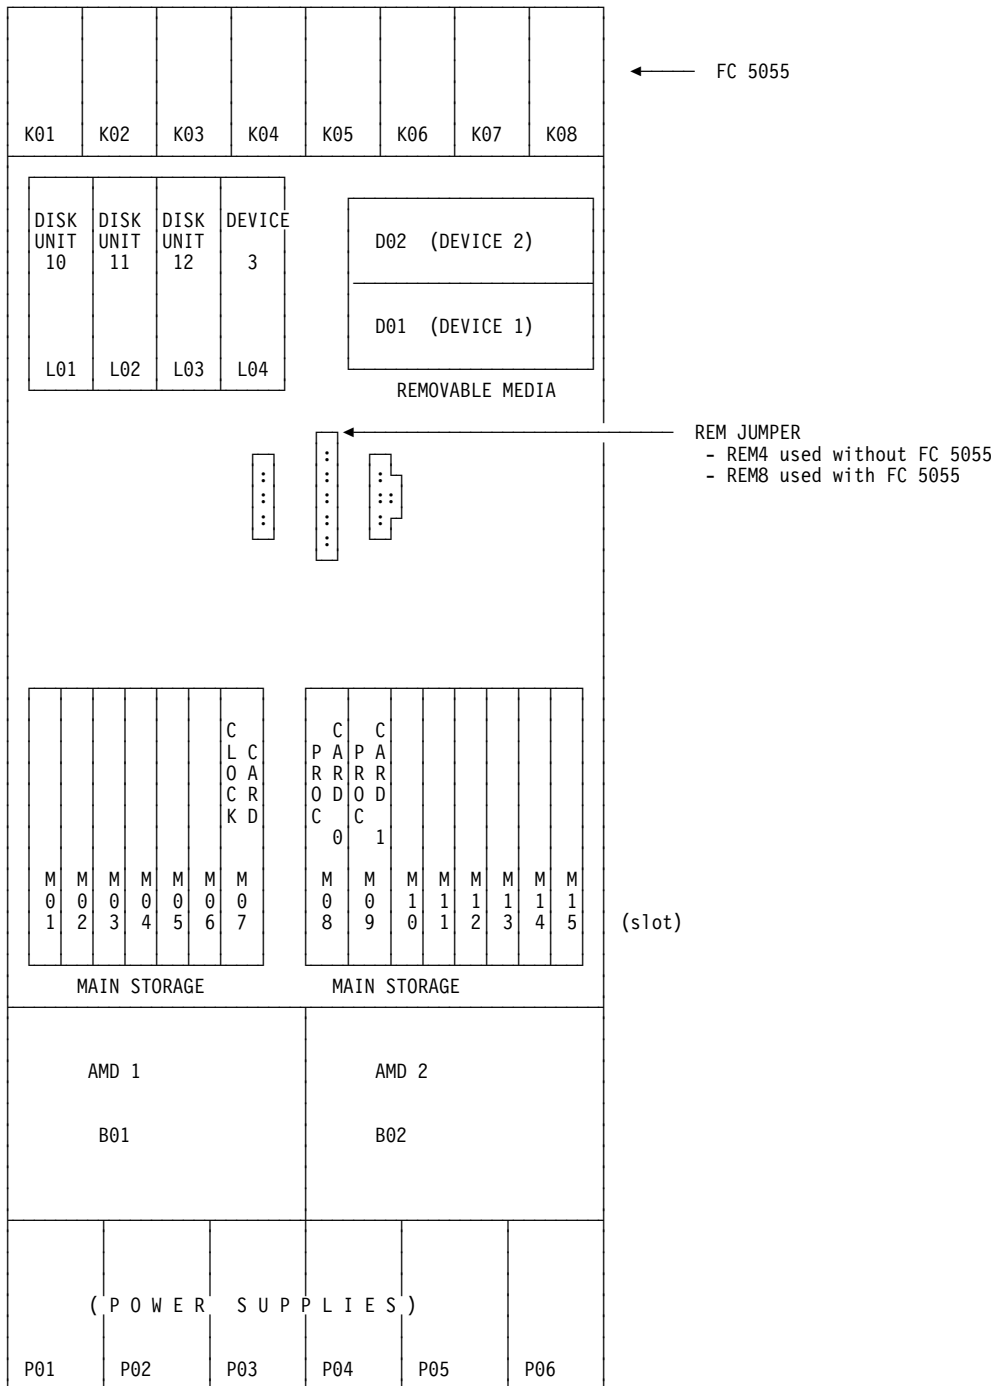 FC 5055
K01 K02 K03 K04 K05 K06 K07 K08
DISK UNIT 10
DISK UNIT 11
DISK UNIT 12
DEVICE 3
L01 L02 L03 L04
D02 (DEVICE 2)
D01 (DEVICE 1)
REMOVABLE MEDIA
REM JUMPER
- REM4 used without FC 5055
- REM8 used with FC 5055
CLOCK CARD
PROC CARD 0
PROC CARD 1
M01 M02 M03 M04 M05 M06 M07 M08 M09 M10 M11 M12 M13 M14 M15 (slot)
MAIN STORAGE MAIN STORAGE
AMD 1 AMD 2
B01 B02
(POWER SUPPLIES)
P01 P02 P03 P04 P05 P06